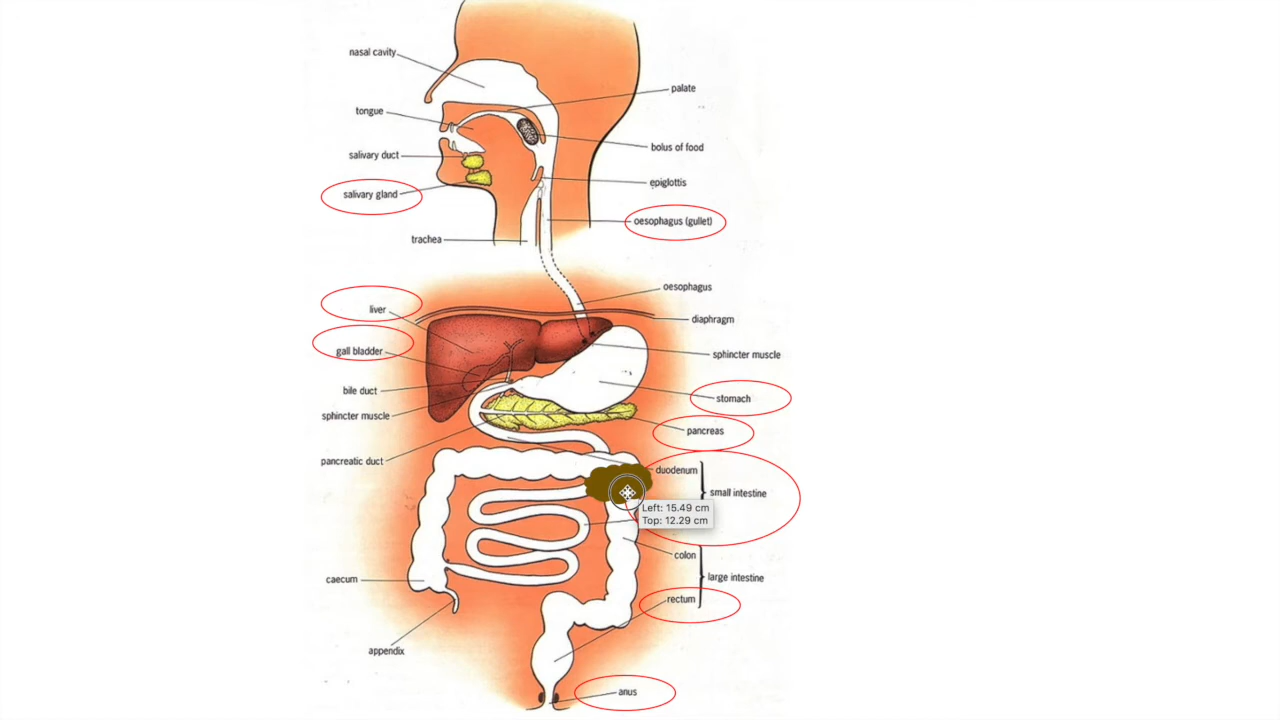 nasal cavity
palate
tongue
bolus of food
salivary duct
epiglottis
salivary gland
oesophagus (gullet)
trachea
oesophagus
liver
diaphragm
gall bladder
sphincter muscle
bile duct
stomach
sphincter muscle
pancreas
pancreatic duct
duodenum
small intestine
Left: 15.49 cm
Top: 12.29 cm
colon
large intestine
caecum
rectum
appendix
anus